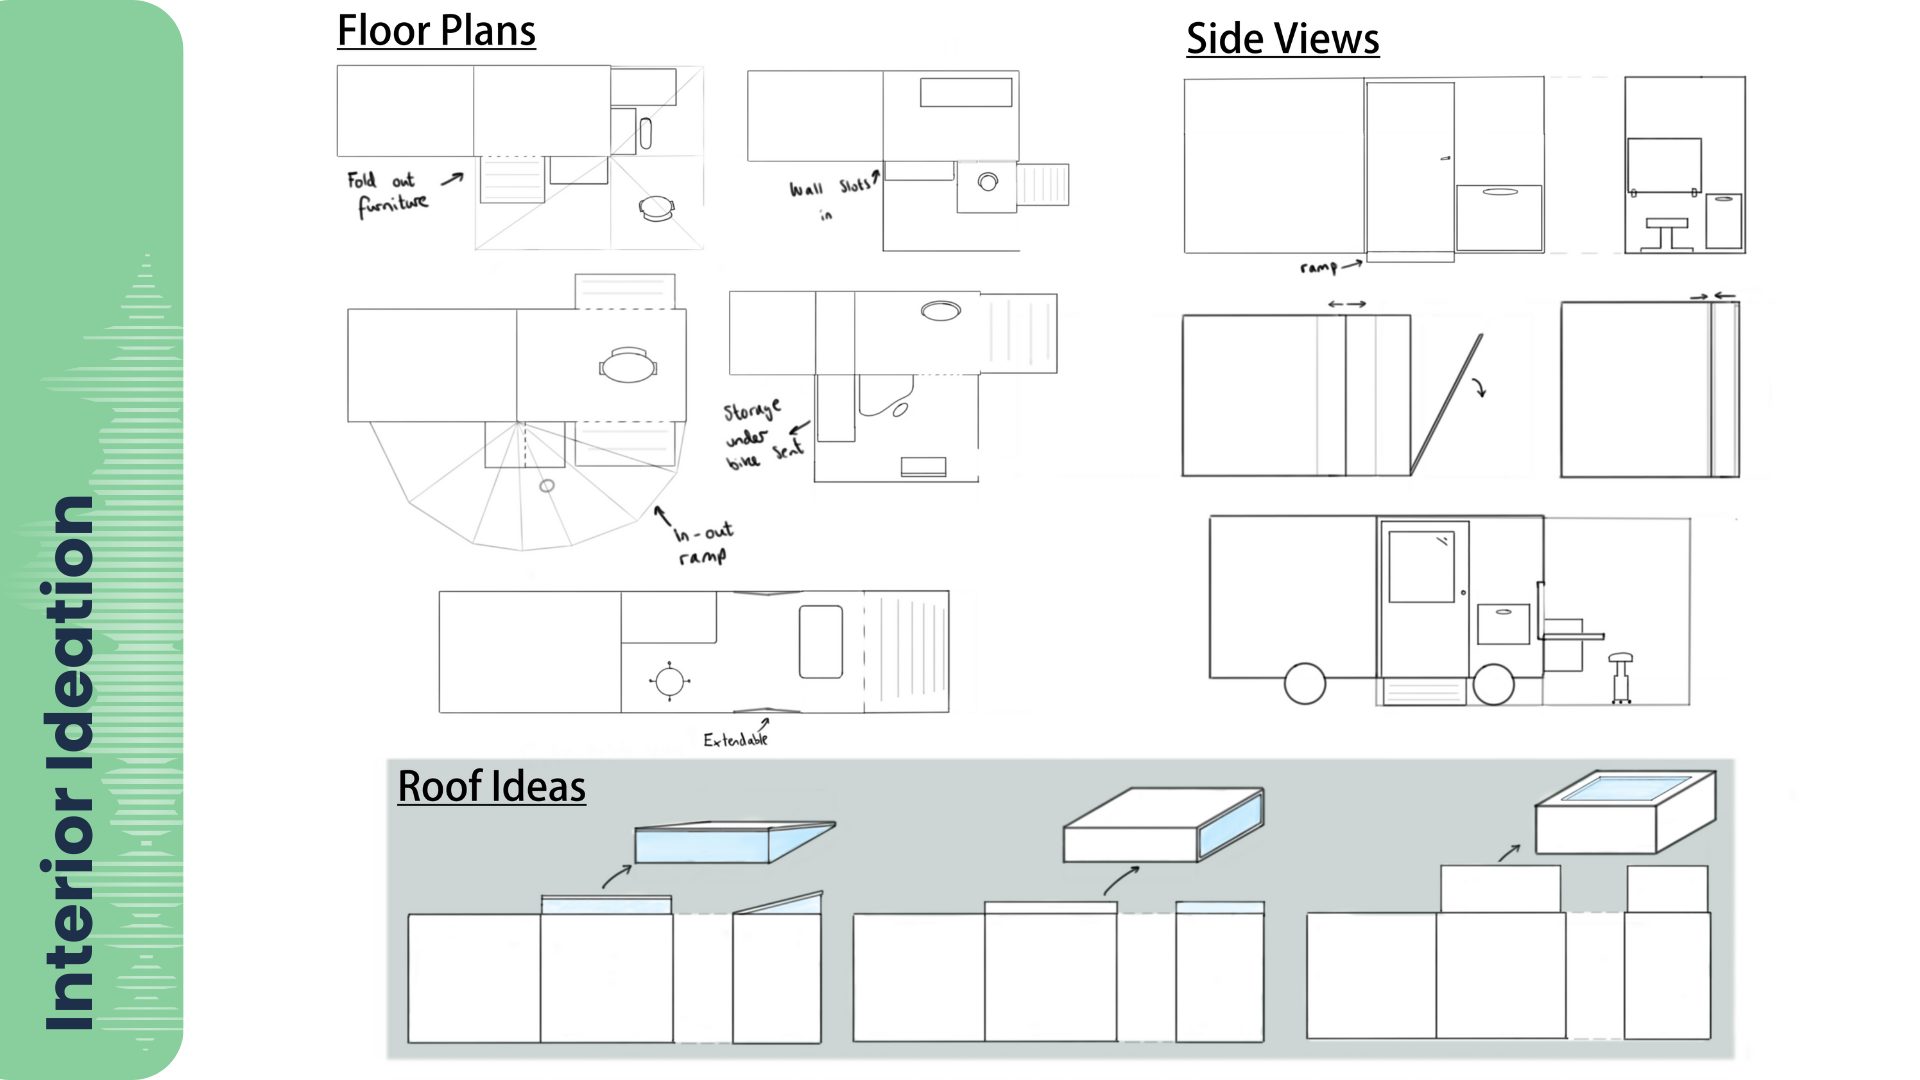 Interior Ideation
Floor Plans
Fold out
furniture
Wall Slots
in
In-out
ramp
Storage
under
bike seat
Extendable
Side Views
ramp
Roof Ideas